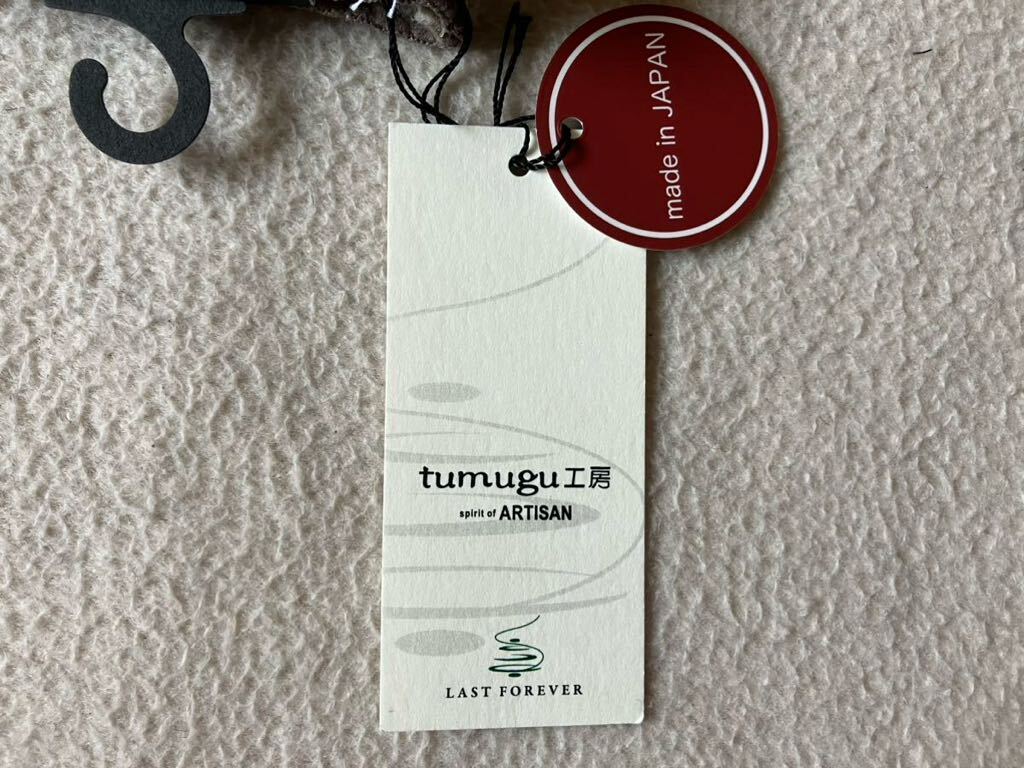 made in JAPAN
tumugu工房
spirit of ARTISAN
LAST FOREVER